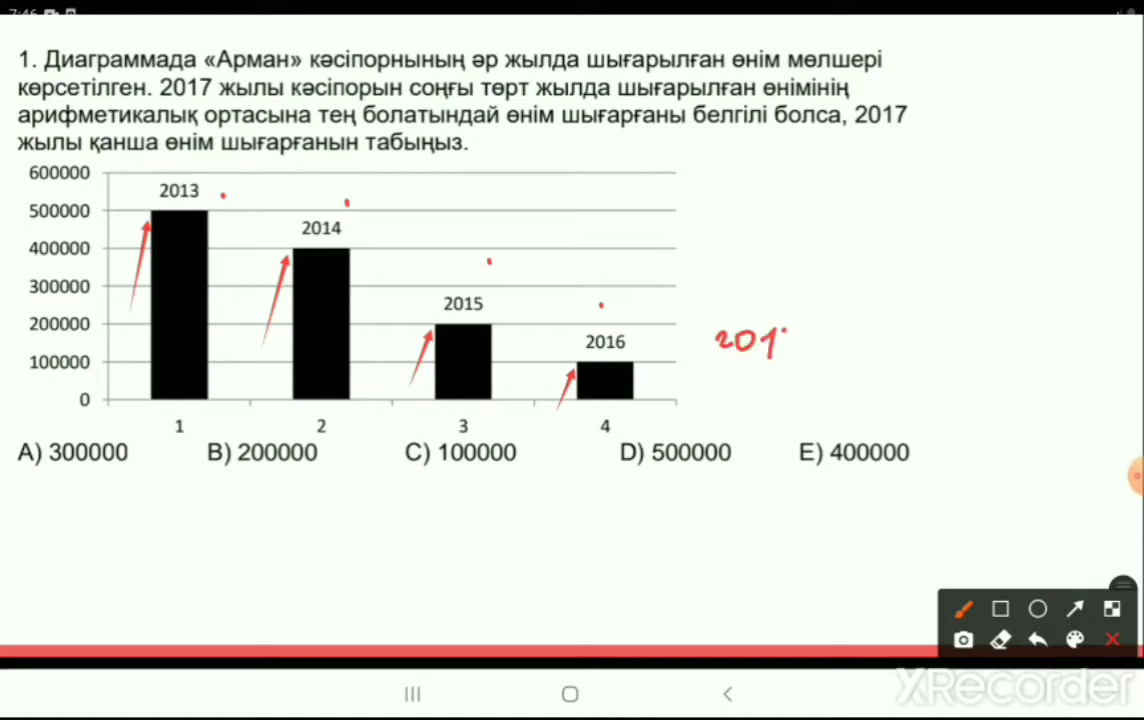 1. Диаграммада «Арман» кәсіпорнының әр жылда шығарылған өнім мөлшері
көрсетілген. 2017 жылы кәсіпорын соңғы төрт жылда шығарылған өнімінің
арифметикалық ортасына тең болатындай өнім шығарғаны белгілі болса, 2017
жылы қанша өнім шығарғанын табыңыз.
600000
500000
400000
300000
200000
100000
0
2013
2014
2015
2016
1 2 3 4
201
A) 300000 B) 200000 C) 100000 D) 500000 E) 400000
XRecorder